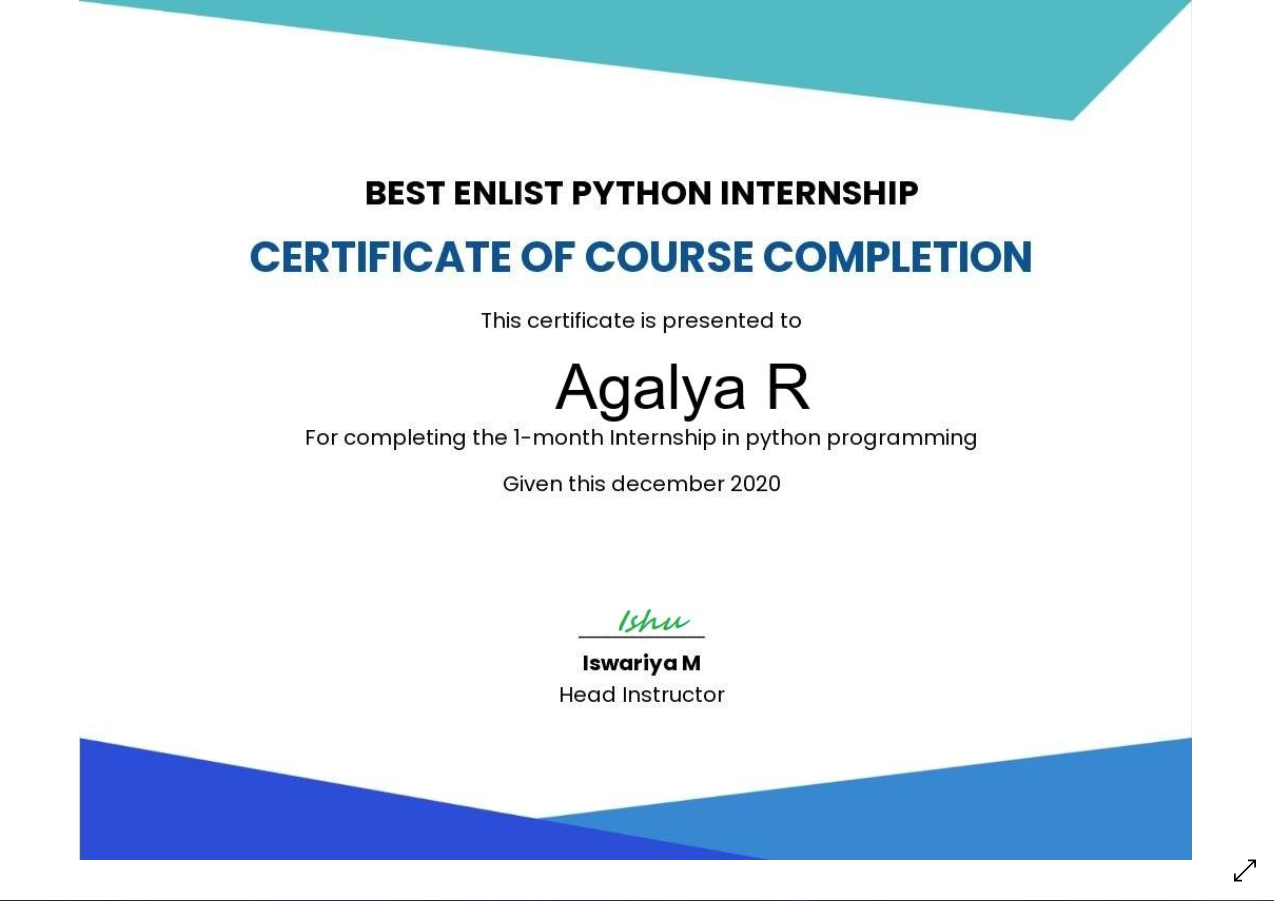 BEST ENLIST PYTHON INTERNSHIP
CERTIFICATE OF COURSE COMPLETION
This certificate is presented to
Agalya R
For completing the 1-month Internship in python programming
Given this december 2020
Ishu
Iswariya M
Head Instructor